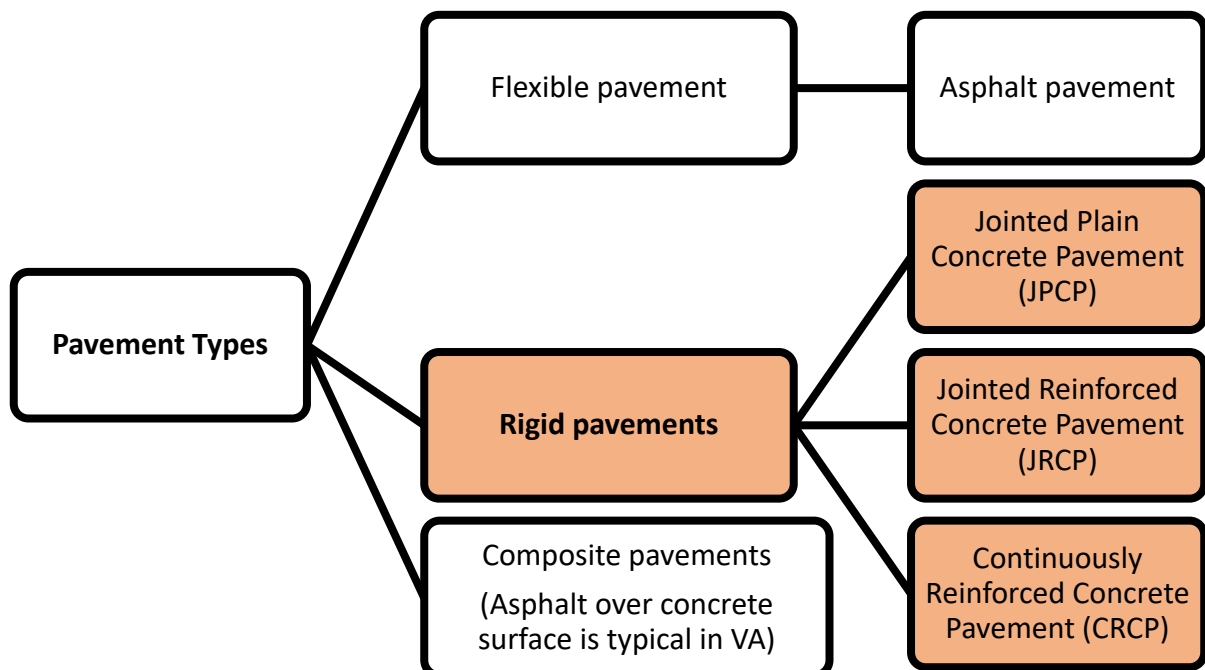 Flexible pavement
Asphalt pavement
Jointed Plain
Concrete Pavement
(JPCP)
Pavement Types
Rigid pavements
Jointed Reinforced
Concrete Pavement
(JRCP)
Composite pavements
(Asphalt over concrete
surface is typical in VA)
Continuously
Reinforced Concrete
Pavement (CRCP)